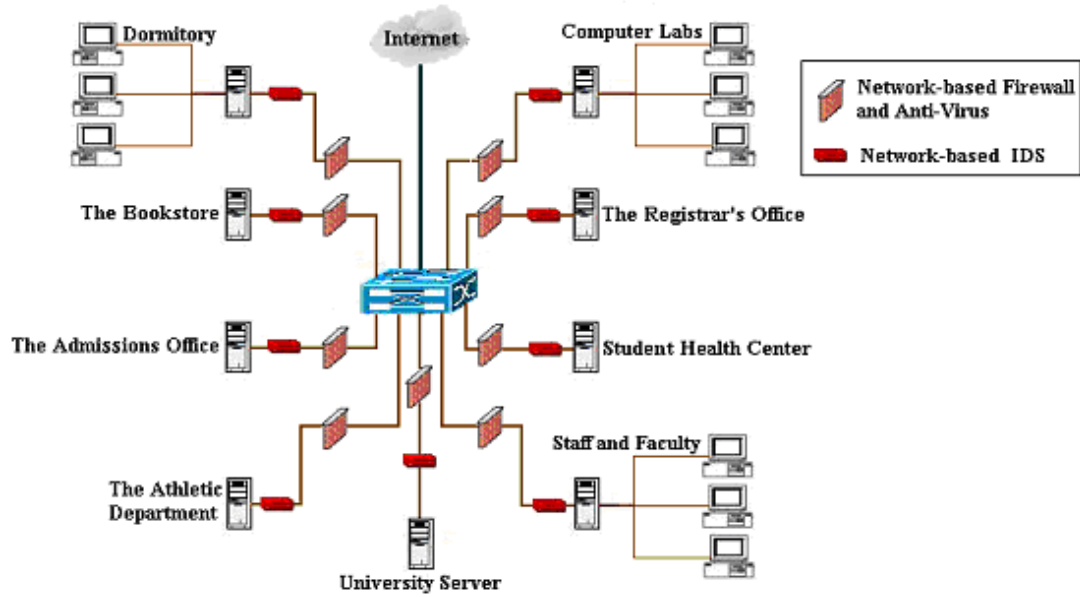 Dormitory
Internet
Computer Labs
Network-based Firewall
and Anti-Virus
Network-based IDS
The Bookstore
The Registrar's Office
The Admissions Office
Student Health Center
Staff and Faculty
The Athletic
Department
University Server